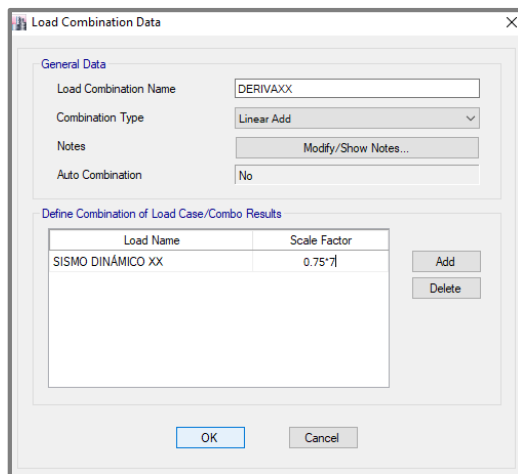 Load Combination Data
General Data
Load Combination Name DERIVAXX
Combination Type Linear Add
Notes Modify/Show Notes...
Auto Combination No
Define Combination of Load Case/Combo Results
Load Name Scale Factor
SISMO DINÁMICO XX 0.75*7
Add
Delete
OK Cancel